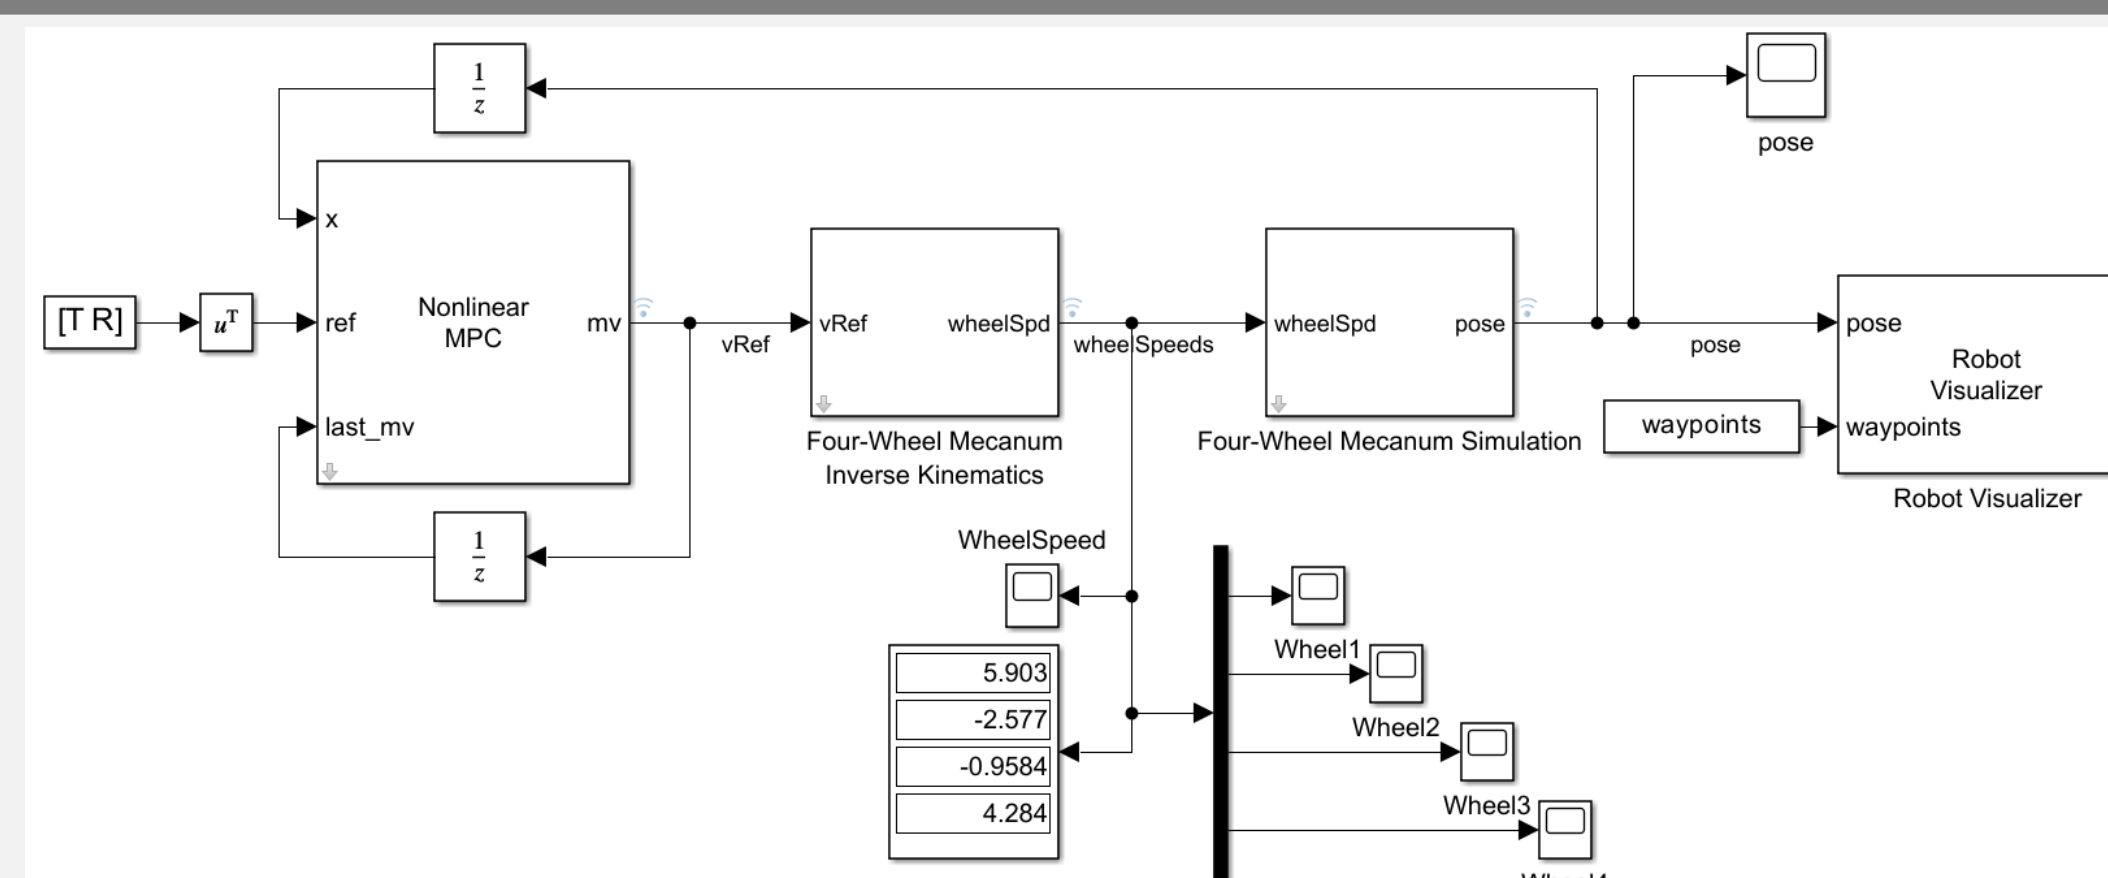 1
z
pose
x
[T R]
uT
ref
Nonlinear
MPC
mv
vRef
vRef
wheelSpd
wheelSpeeds
wheelSpd
pose
pose
pose
Robot
Visualizer
last_mv
waypoints
waypoints
Four-Wheel Mecanum
Inverse Kinematics
Four-Wheel Mecanum Simulation
Robot Visualizer
1
z
WheelSpeed
5.903
-2.577
-0.9584
4.284
Wheel1
Wheel2
Wheel3